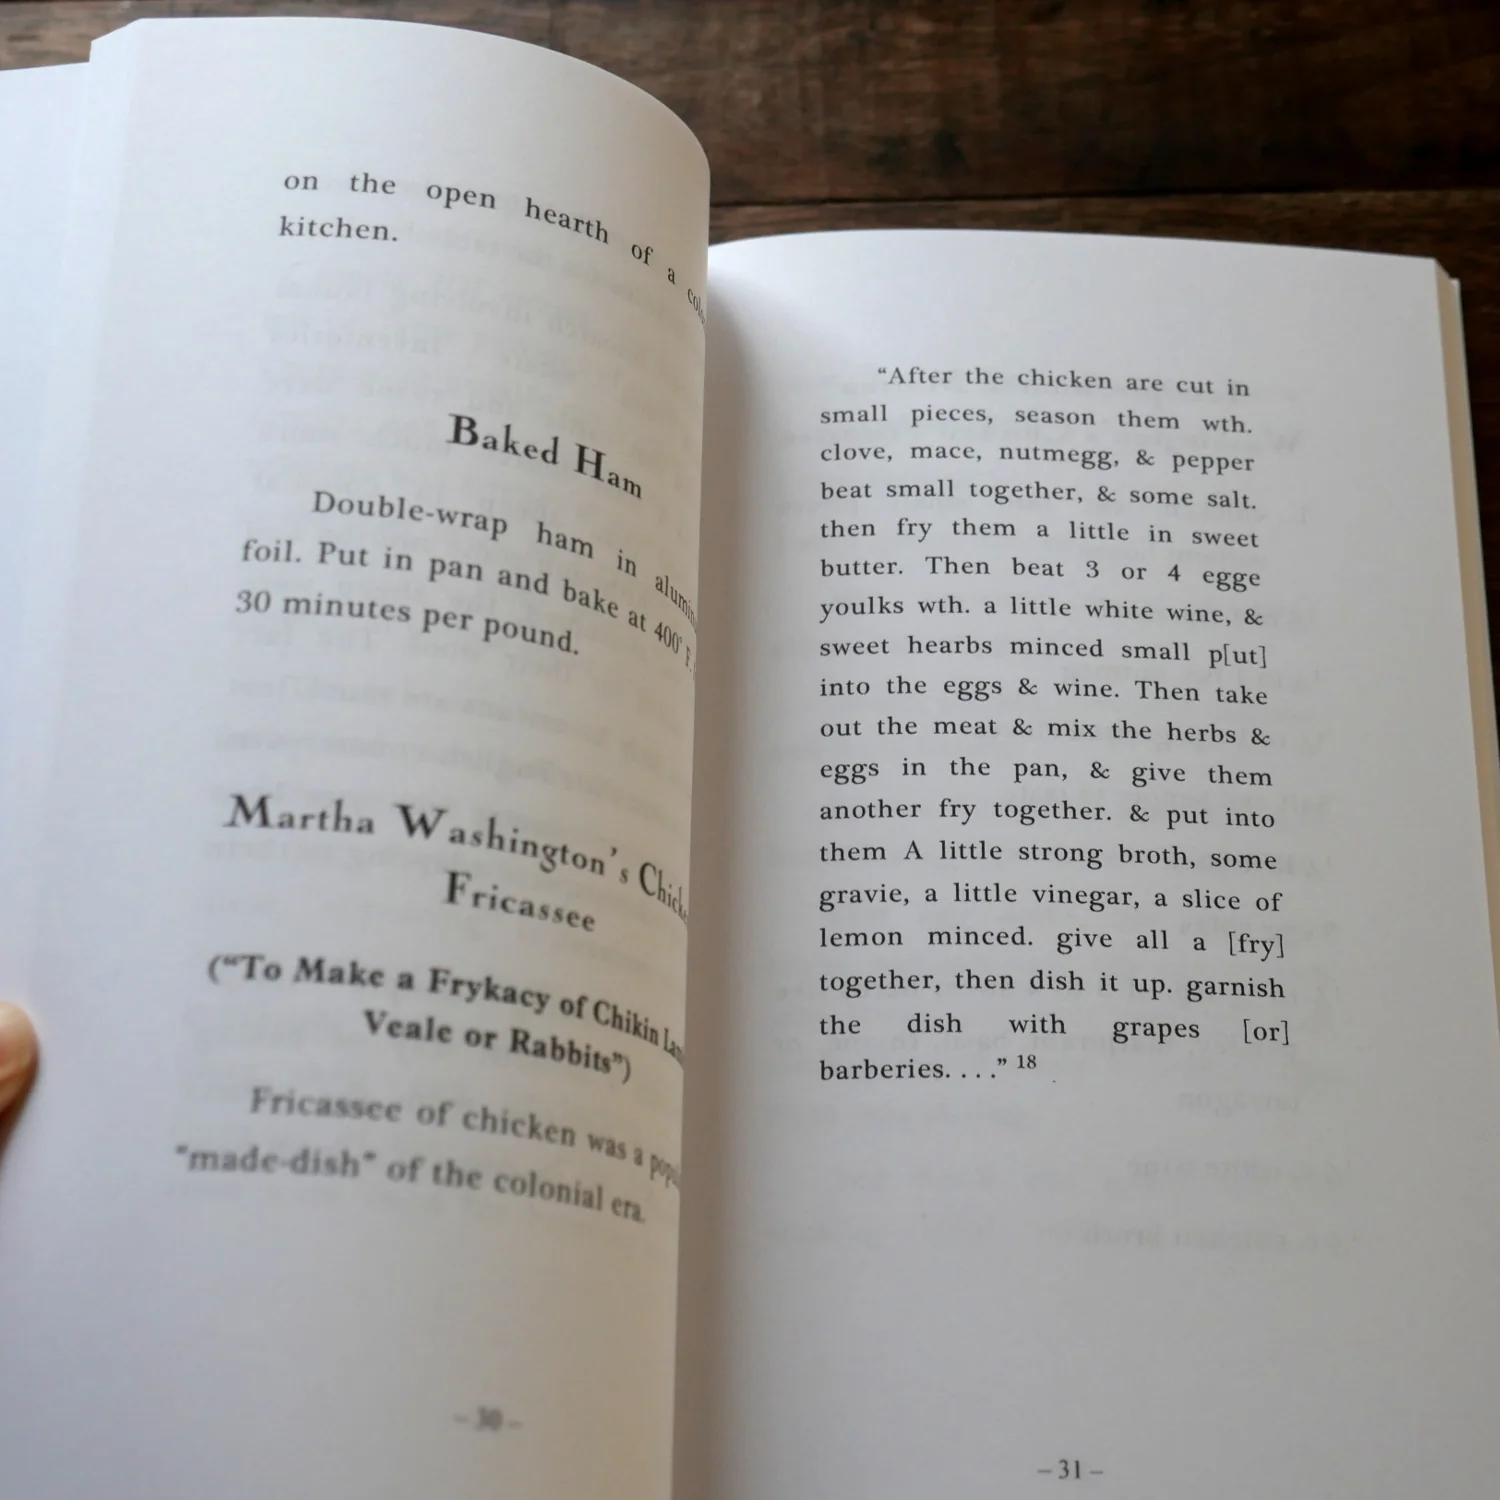 on the open hearth of a
kitchen.
Baked Ham
Double-wrap ham in
foil. Put in pan and bake at 400° F.
30 minutes per pound.
Martha Washington's
Fricassee
("To Make a Frykacy of Chikin
Veale or Rabbits")
Fricassee of chicken was a
"made-dish" of the colonial era.
– 30 –
“After the chicken are cut in
small pieces, season them wth.
clove, mace, nutmegg, & pepper
beat small together, & some salt.
then fry them a little in sweet
butter. Then beat 3 or 4 egge
youlks wth. a little white wine, &
sweet hearbs minced small p[ut]
into the eggs & wine. Then take
out the meat & mix the herbs &
eggs in the pan, & give them
another fry together. & put into
them A little strong broth, some
gravie, a little vinegar, a slice of
lemon minced. give all a [fry]
together, then dish it up. garnish
the dish with grapes [or]
barberies. . . .” 18
– 31 –